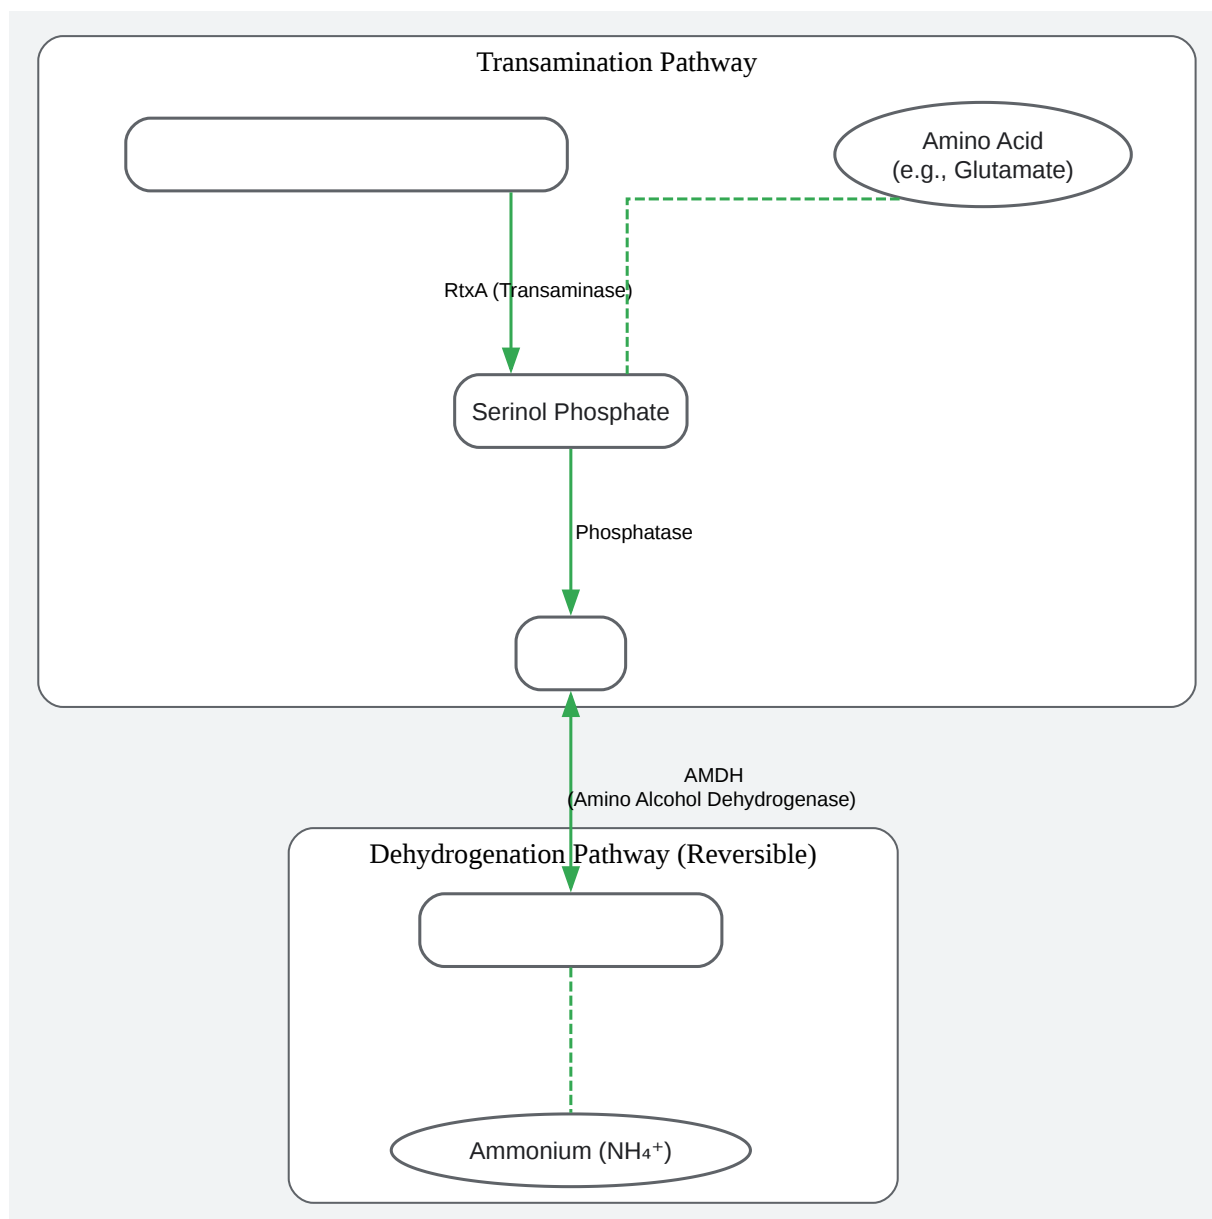 Transamination Pathway
Amino Acid
(e.g., Glutamate)
RtxA (Transaminase)
Serinol Phosphate
Phosphatase
AMDH
(Amino Alcohol Dehydrogenase)
Dehydrogenation Pathway (Reversible)
Ammonium (NH₄⁺)